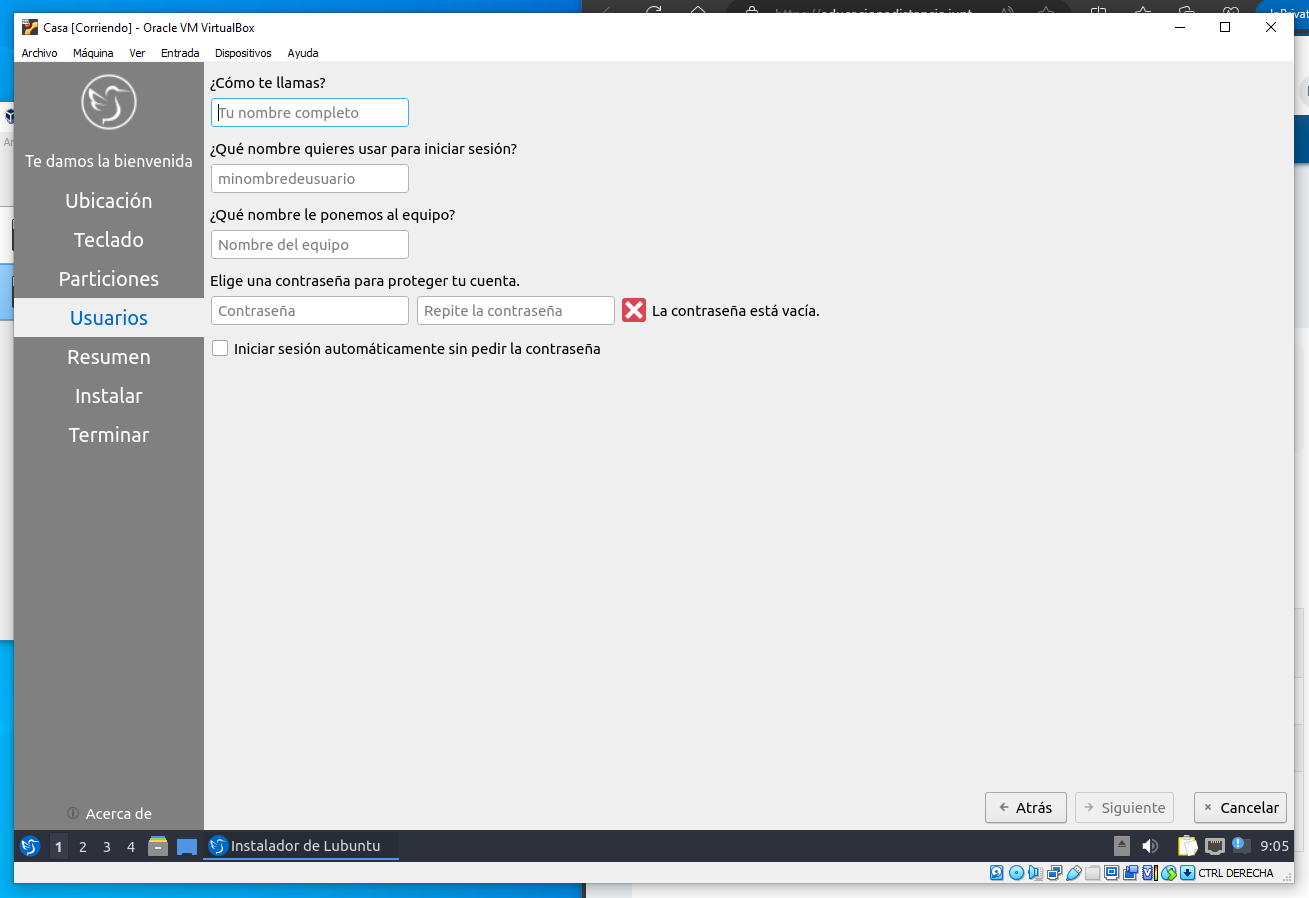 Casa [Corriendo] - Oracle VM VirtualBox
Archivo Máquina Ver Entrada Dispositivos Ayuda
Te damos la bienvenida
Ubicación
Teclado
Particiones
Usuarios
Resumen
Instalar
Terminar
Acerca de
¿Cómo te llamas?
Tu nombre completo
¿Qué nombre quieres usar para iniciar sesión?
minombredeusuario
¿Qué nombre le ponemos al equipo?
Nombre del equipo
Elige una contraseña para proteger tu cuenta.
Contraseña Repite la contraseña La contraseña está vacía.
Iniciar sesión automáticamente sin pedir la contraseña
Atrás Siguiente Cancelar
1 2 3 4 Instalador de Lubuntu 9:05
CTRL DERECHA